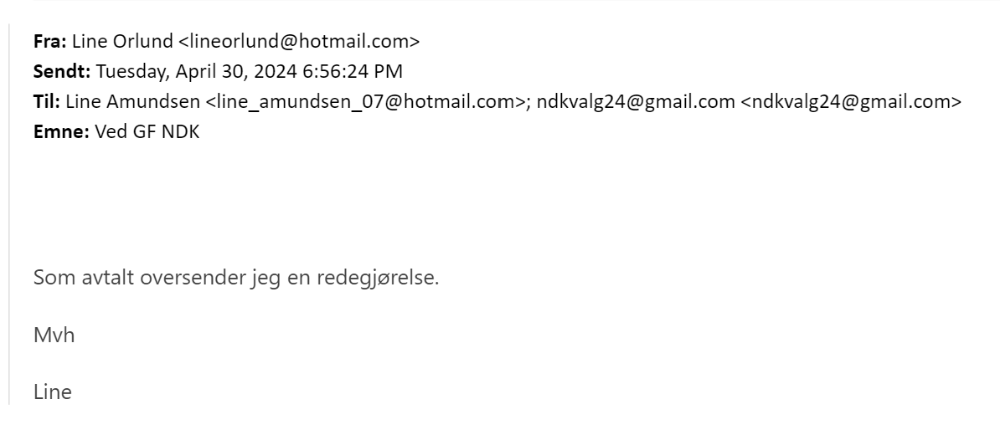 Fra: Line Orlund <lineorlund@hotmail.com>
Sendt: Tuesday, April 30, 2024 6:56:24 PM
Til: Line Amundsen <line_amundsen_07@hotmail.com>; ndkvalg24@gmail.com <ndkvalg24@gmail.com>
Emne: Ved GF NDK
Som avtalt oversender jeg en redegjørelse.
Mvh
Line